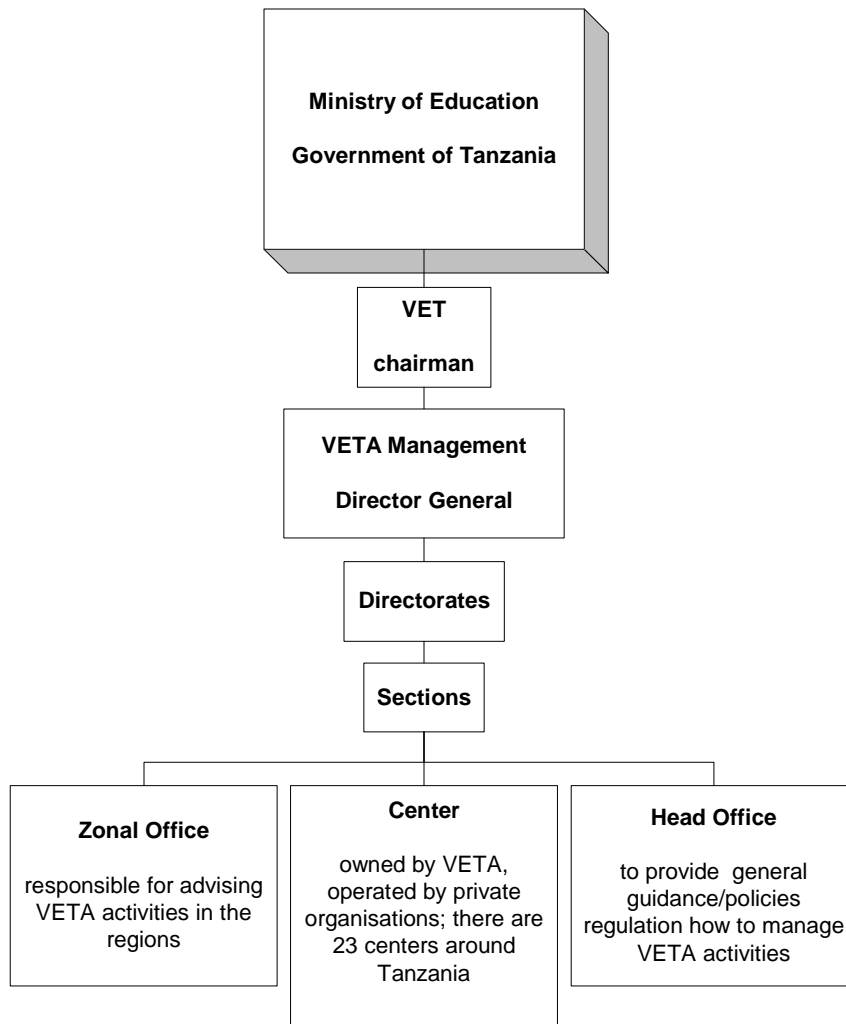 Ministry of Education
Government of Tanzania
VET
chairman
VETA Management
Director General
Directorates
Sections
Zonal Office
responsible for advising
VETA activities in the
regions
Center
owned by VETA,
operated by private
organisations; there are
23 centers around
Tanzania
Head Office
to provide general
guidance/policies
regulation how to manage
VETA activities